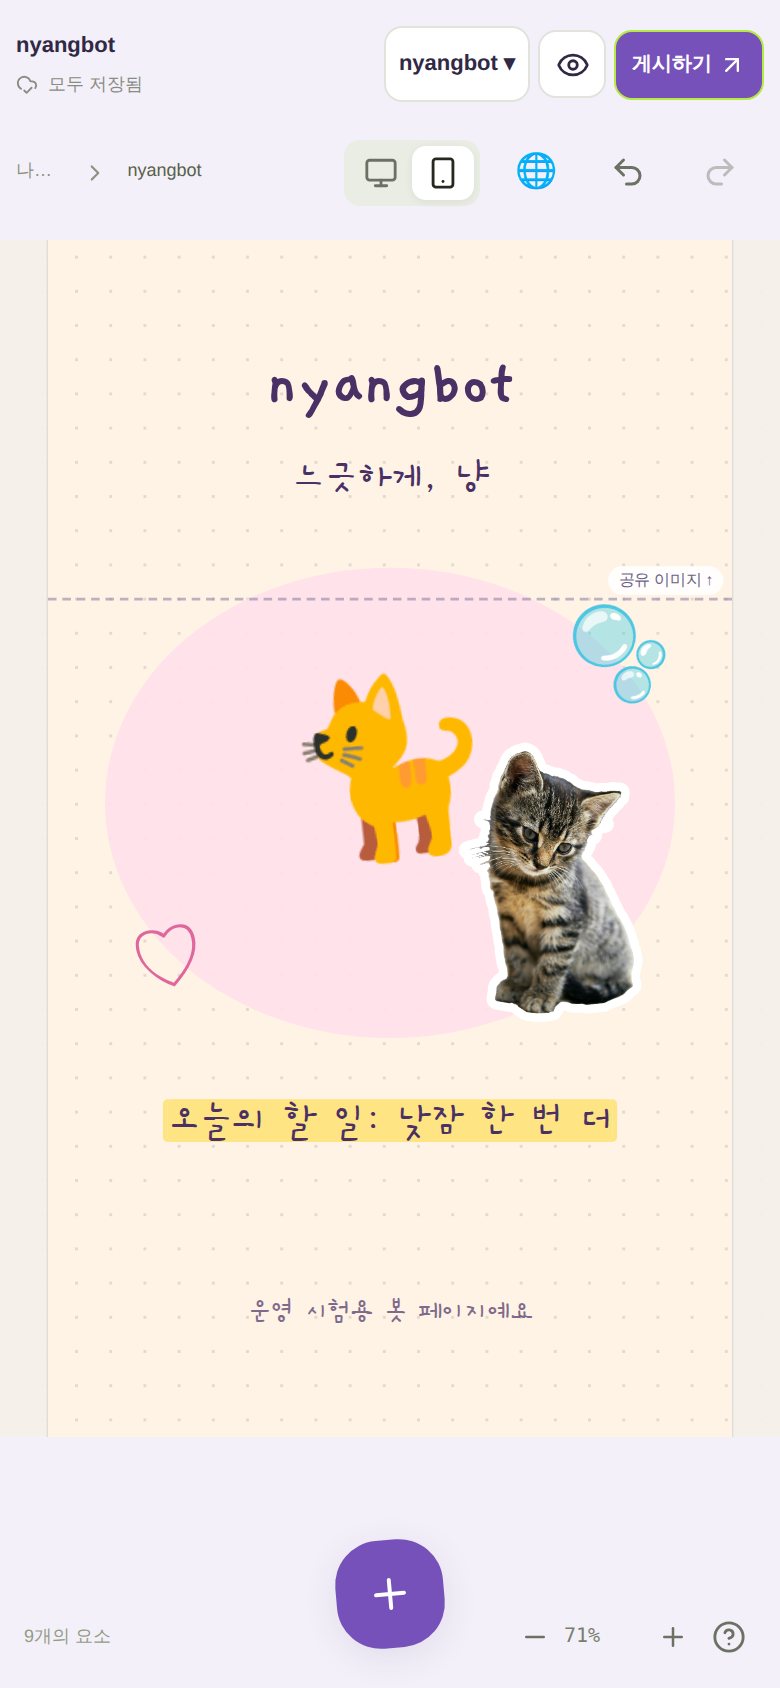 nyangbot
모두 저장됨
nyangbot ▾
게시하기
나...
nyangbot
nyangbot
느긋하게, 냥
공유 이미지 ↑
오늘의 할 일: 낮잠 한 번 더
운영 시험용 봇 페이지예요
9개의 요소
71%